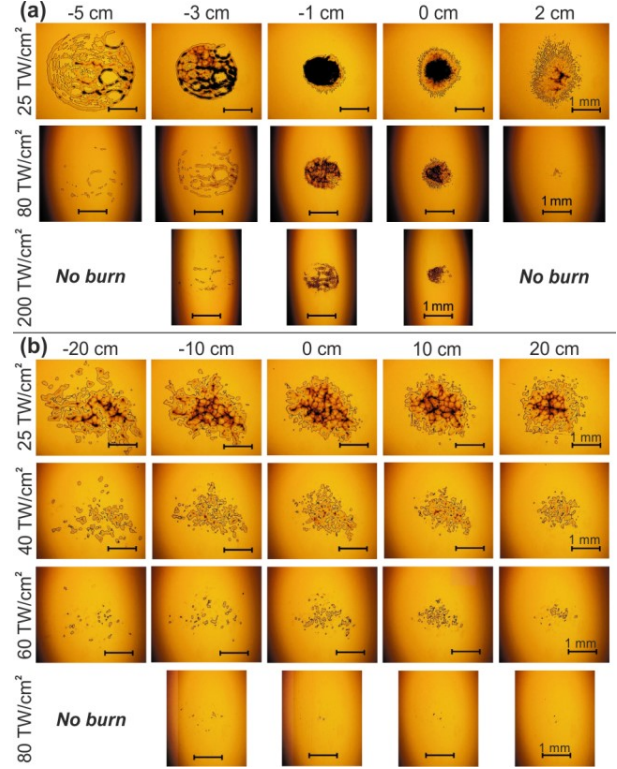 (a) -5 cm -3 cm -1 cm 0 cm 2 cm
25 TW/cm²
1 mm
80 TW/cm²
1 mm
200 TW/cm²
No burn
1 mm
No burn
(b) -20 cm -10 cm 0 cm 10 cm 20 cm
25 TW/cm²
1 mm
40 TW/cm²
1 mm
60 TW/cm²
1 mm
80 TW/cm²
No burn
1 mm